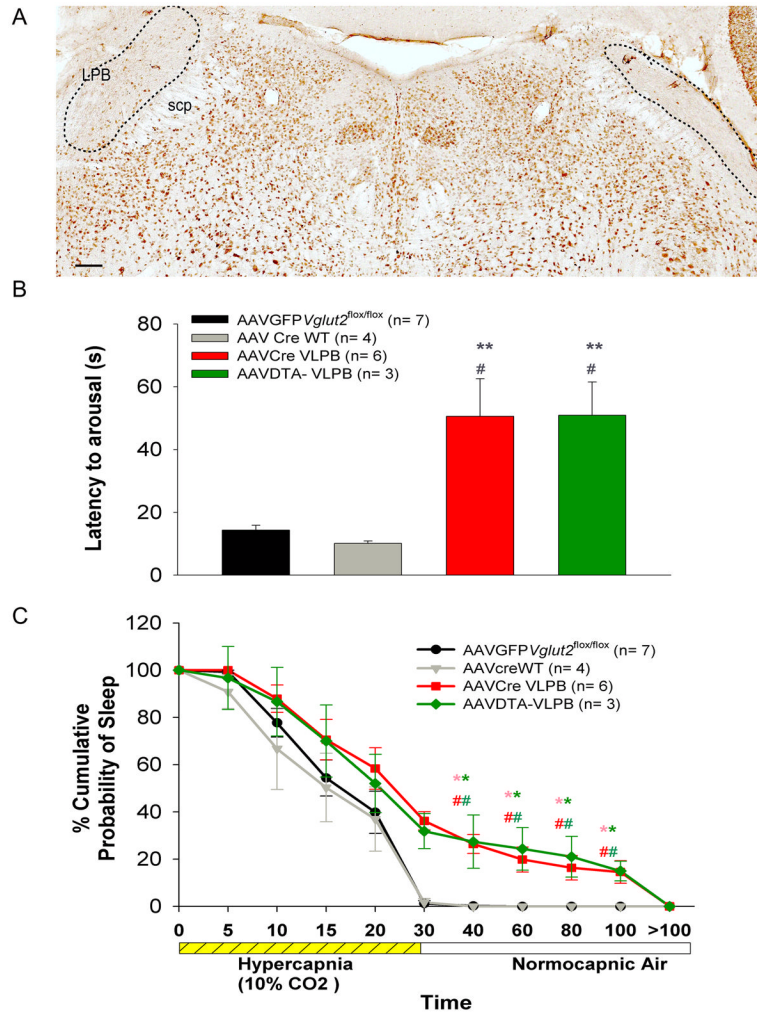 A
LPB
scp
B
AAVGFPVglut2flox/flox (n= 7)
AAV Cre WT (n= 4)
AAVCre VLPB (n= 6)
AAVDTA- VLPB (n= 3)
Latency to arousal (s)
80
60
40
20
0
**
#
**
#
C
AAVGFPVglut2flox/flox (n= 7)
AAVcreWT (n= 4)
AAVCre VLPB (n= 6)
AAVDTA-VLPB (n= 3)
% Cumulative
Probability of Sleep
120
100
80
60
40
20
0
** ** ** **
## ## ## ##
0 5 10 15 20 30 40 60 80 100 >100
Hypercapnia Normocapnic Air
(10% CO2 )
Time